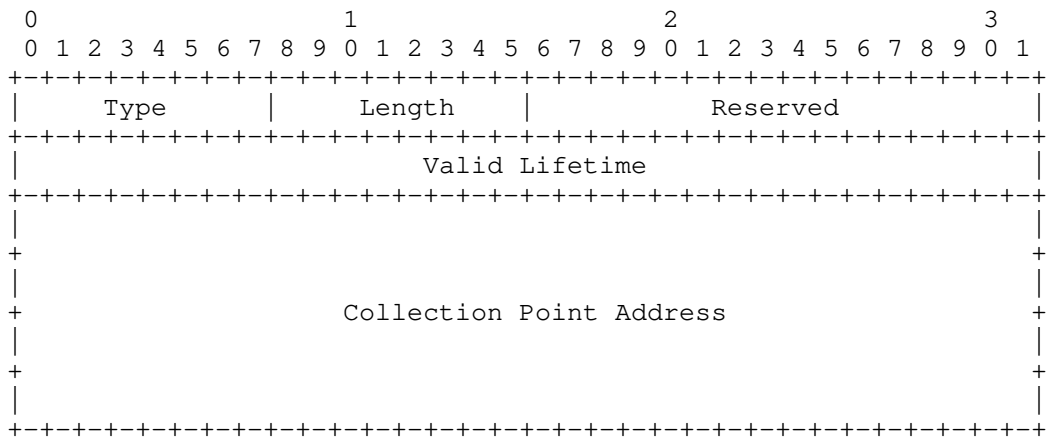 0                   1                   2                   3
 0 1 2 3 4 5 6 7 8 9 0 1 2 3 4 5 6 7 8 9 0 1 2 3 4 5 6 7 8 9 0 1
+-+-+-+-+-+-+-+-+-+-+-+-+-+-+-+-+-+-+-+-+-+-+-+-+-+-+-+-+-+-+-+-+
|     Type      |     Length    |           Reserved            |
+-+-+-+-+-+-+-+-+-+-+-+-+-+-+-+-+-+-+-+-+-+-+-+-+-+-+-+-+-+-+-+-+
|                         Valid Lifetime                        |
+-+-+-+-+-+-+-+-+-+-+-+-+-+-+-+-+-+-+-+-+-+-+-+-+-+-+-+-+-+-+-+-+
|                                                               |
+                                                               +
|                                                               |
+                    Collection Point Address                   +
|                                                               |
+                                                               +
|                                                               |
+-+-+-+-+-+-+-+-+-+-+-+-+-+-+-+-+-+-+-+-+-+-+-+-+-+-+-+-+-+-+-+-+